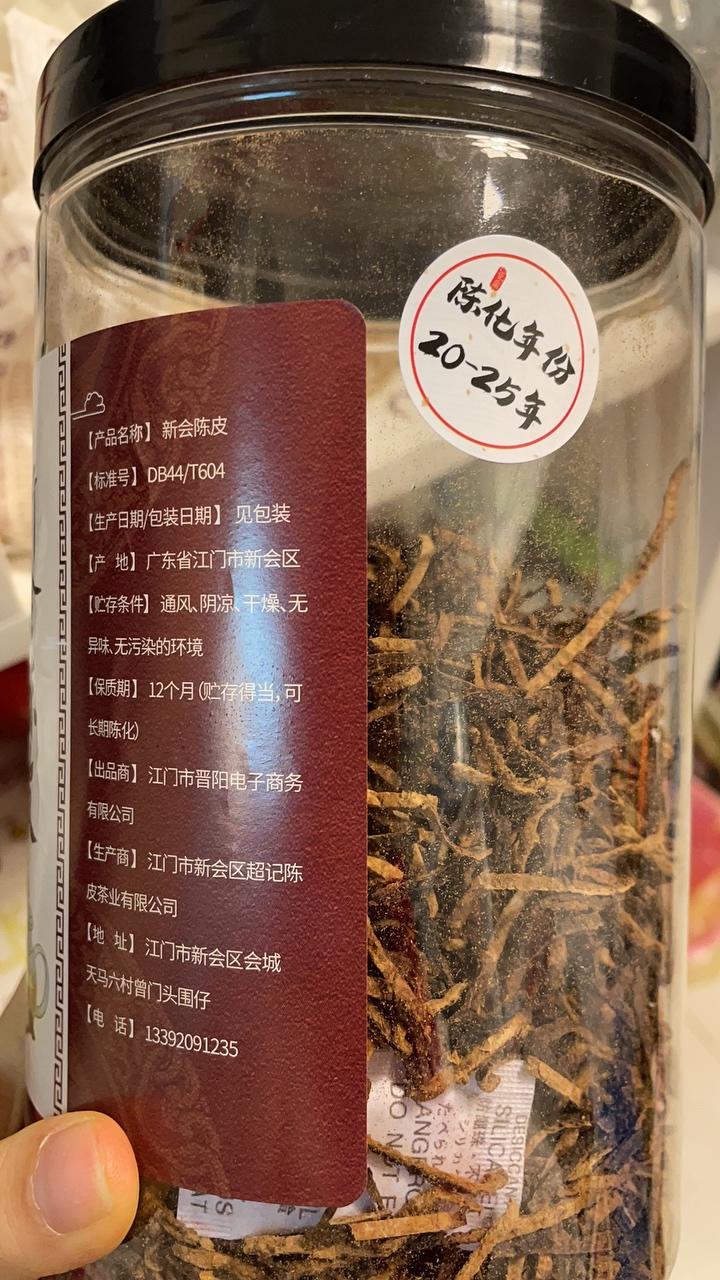 陈化年份
20-25年
【产品名称】 新会陈皮
【标准号】 DB44/T604
【生产日期/包装日期】 见包装
【产 地】 广东省江门市新会区
【贮存条件】 通风、阴凉、干燥、无
异味、无污染的环境
【保质期】 12个月(贮存得当,可
长期陈化)
【出品商】 江门市晋阳电子商务
有限公司
【生产商】 江门市新会区超记陈
皮茶业有限公司
【地 址】 江门市新会区会城
天马六村曾门头围仔
【电 话】 13392091235
DESICCAN
SILICA GEL
たべられ
DO NOT E